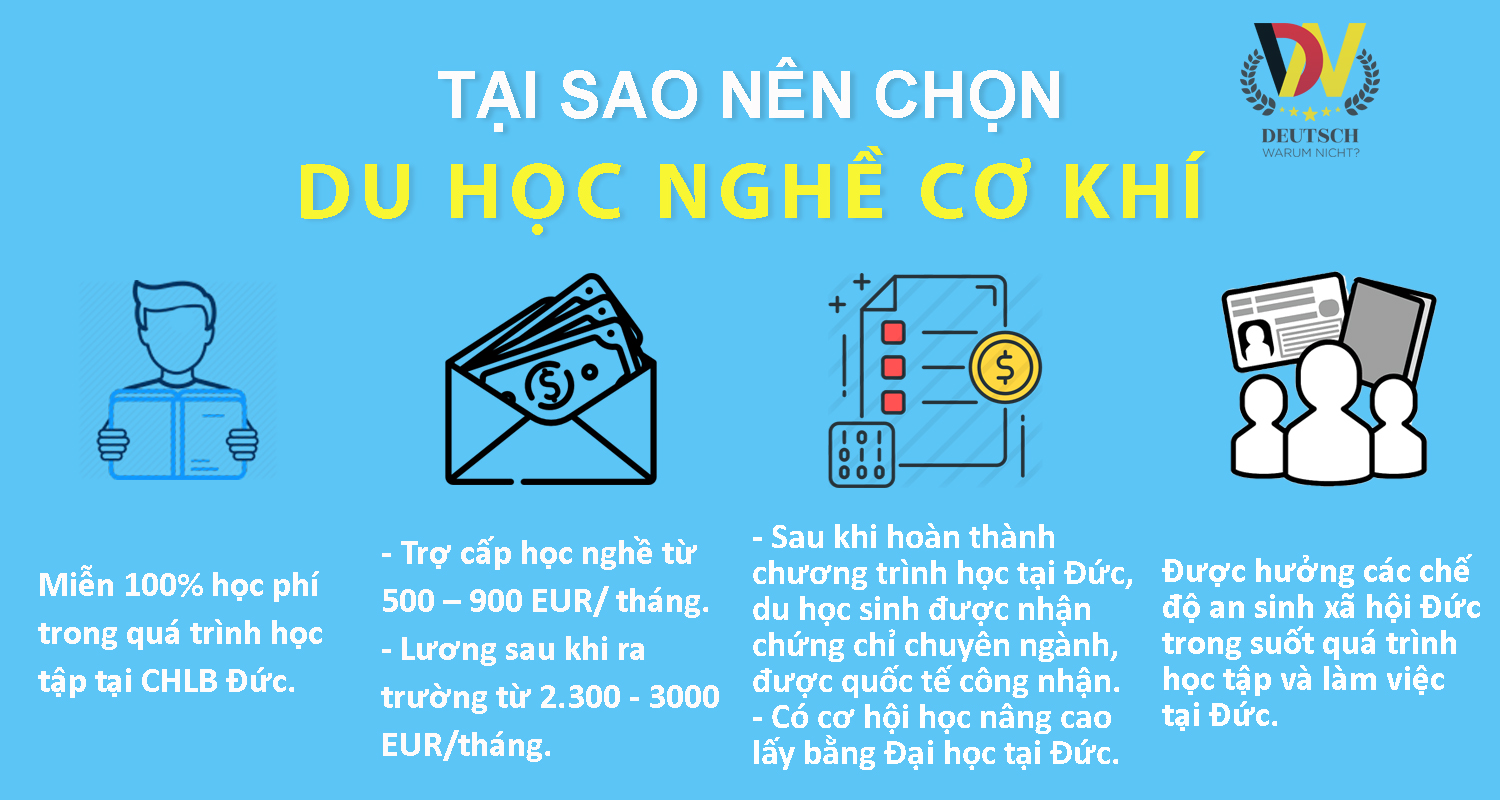 TẠI SAO NÊN CHỌN
DU HỌC NGHỀ CƠ KHÍ
DEUTSCH
WARUM NICHT?
Miễn 100% học phí
trong quá trình học
tập tại CHLB Đức.
- Trợ cấp học nghề từ
500 – 900 EUR/ tháng.
- Lương sau khi ra
trường từ 2.300 - 3000
EUR/tháng.
101
011
000
- Sau khi hoàn thành
chương trình học tại Đức,
du học sinh được nhận
chứng chỉ chuyên ngành,
được quốc tế công nhận.
- Có cơ hội học nâng cao
lấy bằng Đại học tại Đức.
Được hưởng các chế
độ an sinh xã hội Đức
trong suốt quá trình
học tập và làm việc
tại Đức.